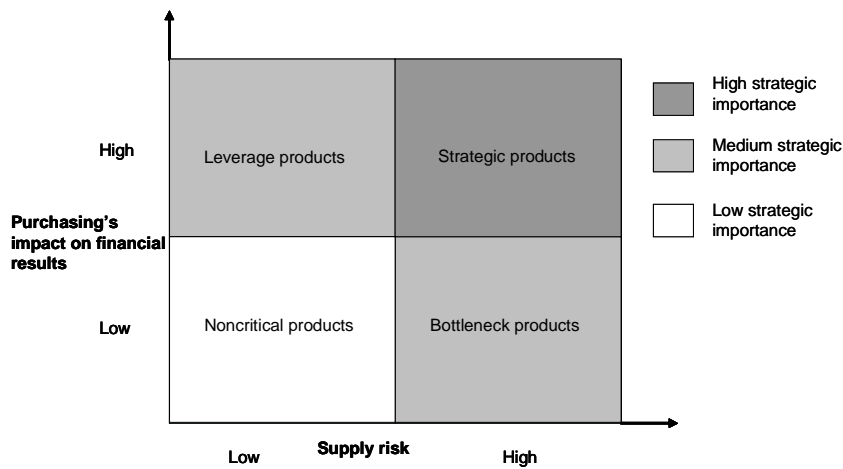 High strategic
importance
High
Leverage products
Strategic products
Medium strategic
importance
Purchasing's
impact on financial
results
Low strategic
importance
Low
Noncritical products
Bottleneck products
Low
Supply risk
High